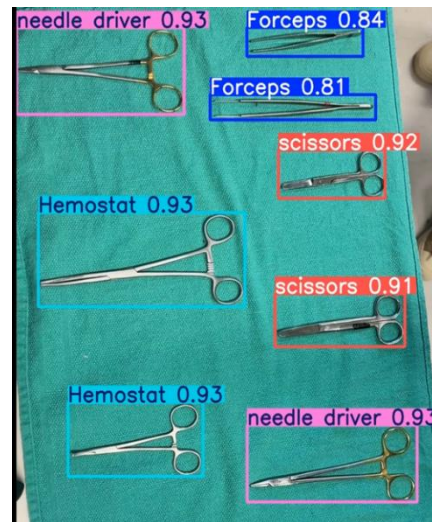 needle driver 0.93
Forceps 0.84
Forceps 0.81
scissors 0.92
Hemostat 0.93
scissors 0.91
Hemostat 0.93
needle driver 0.93